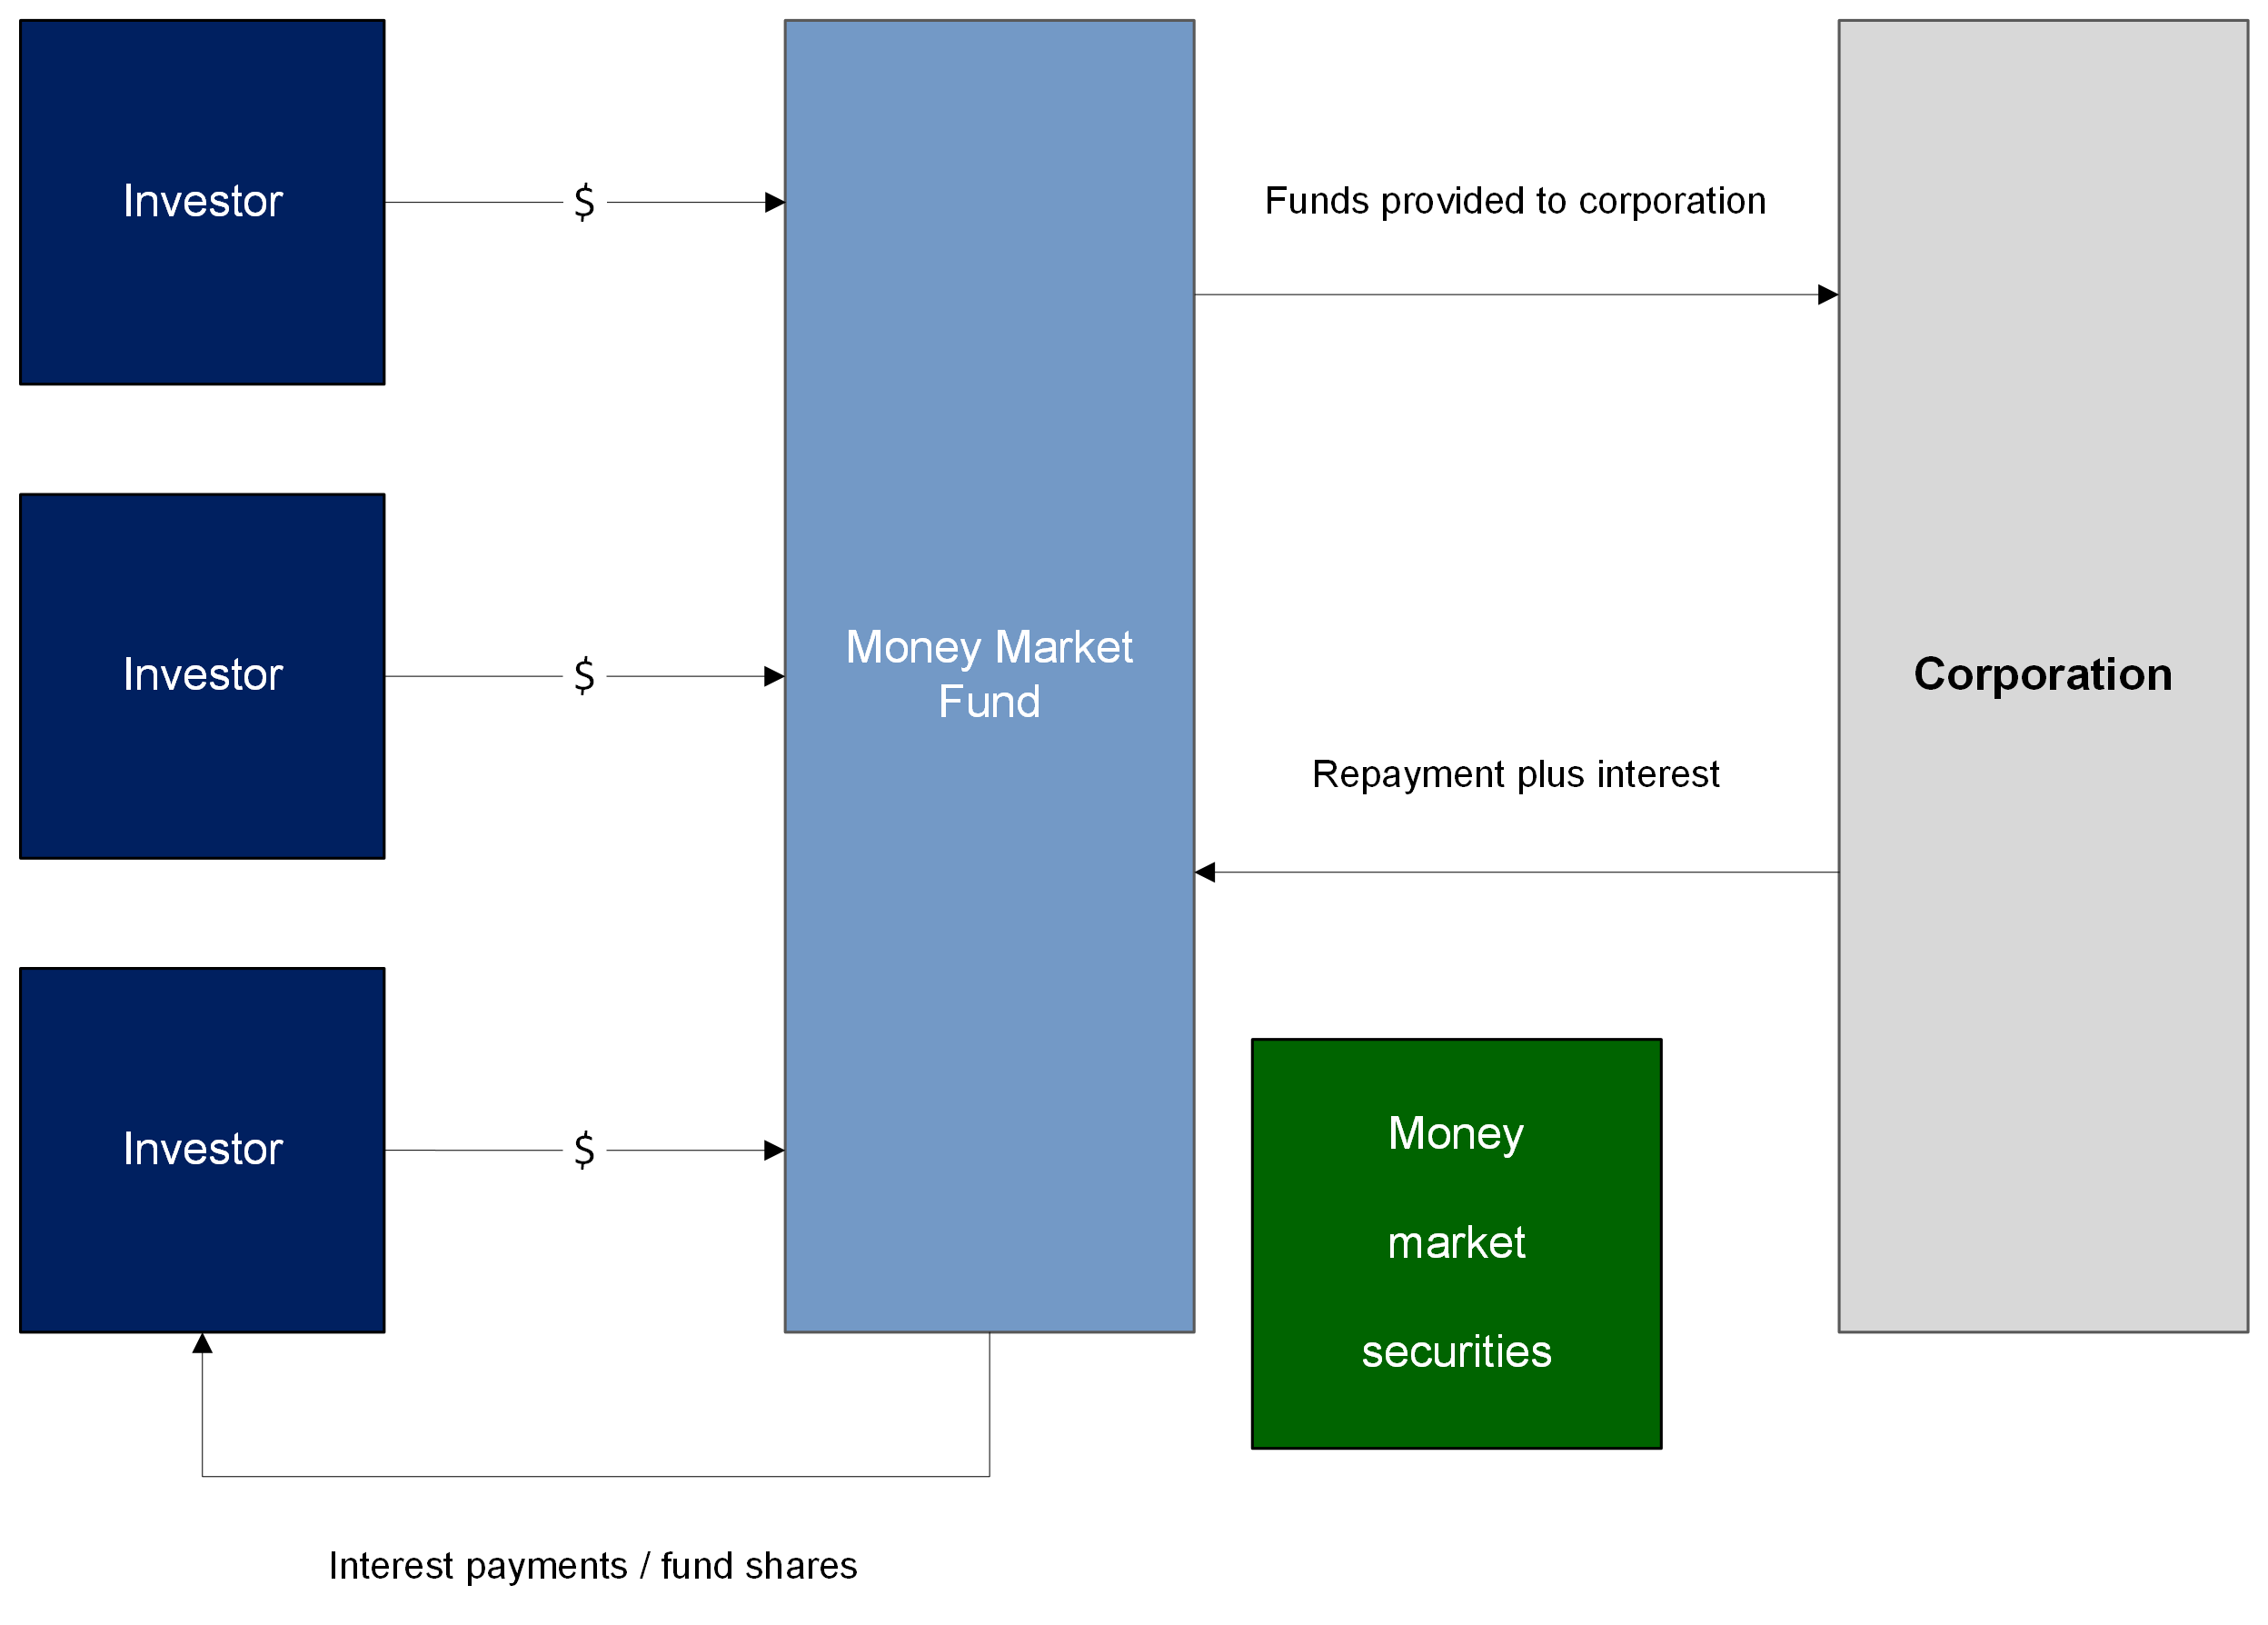 Investor
$
Funds provided to corporation
Investor
$
Money Market
Fund
Corporation
Repayment plus interest
Investor
$
Money
market
securities
Interest payments / fund shares